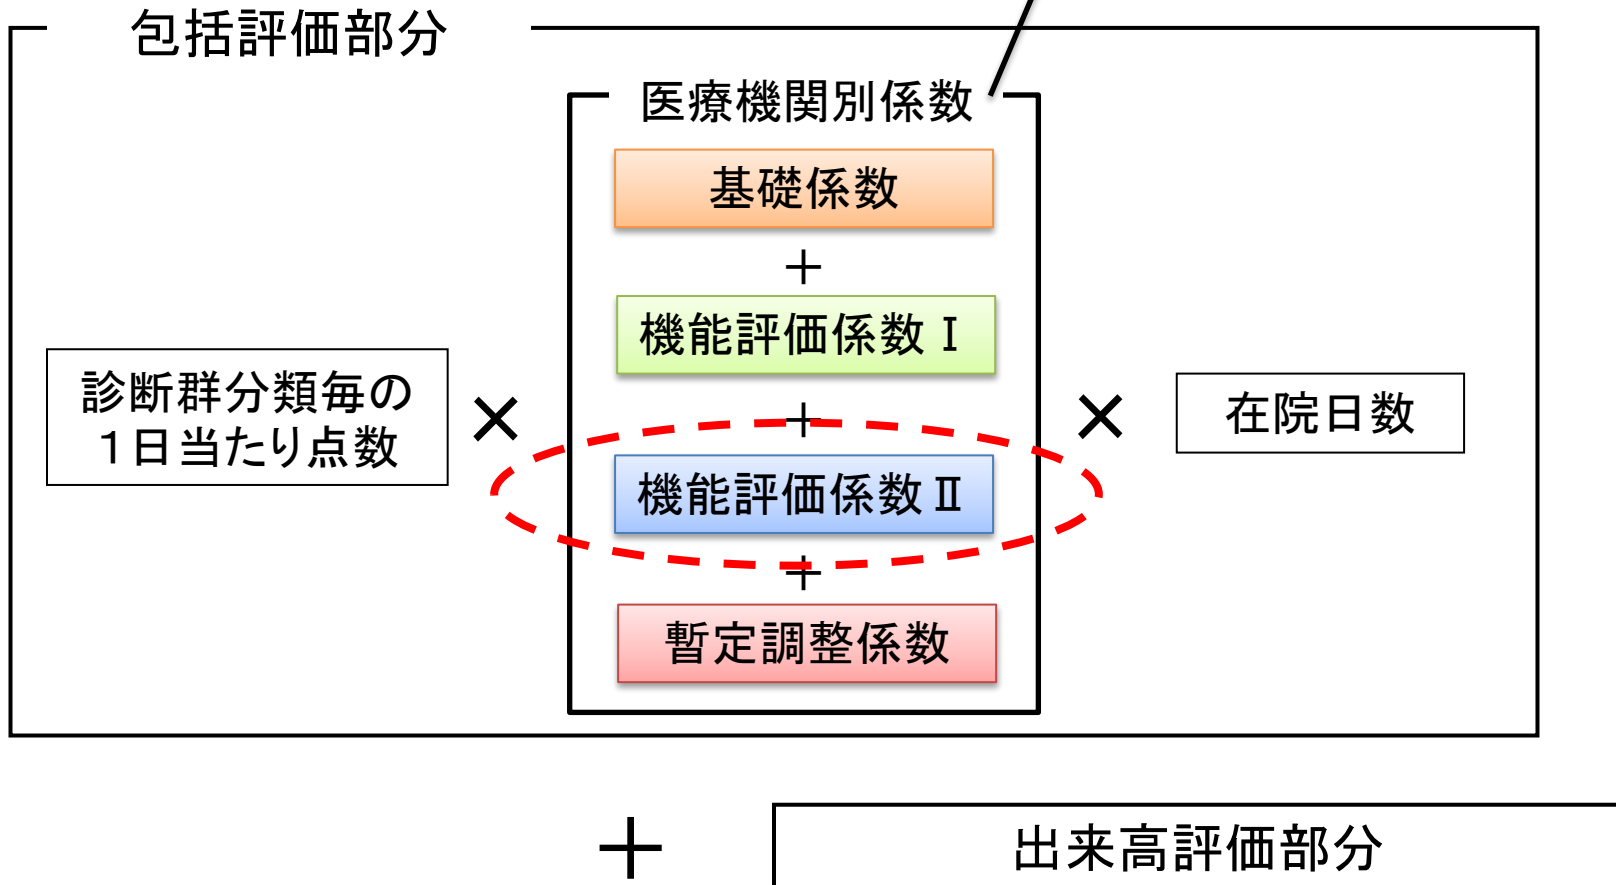 包括評価部分
医療機関別係数
基礎係数
＋
機能評価係数Ⅰ
＋
機能評価係数Ⅱ
＋
暫定調整係数
診断群分類毎の
１日当たり点数
×
×
在院日数
＋
出来高評価部分